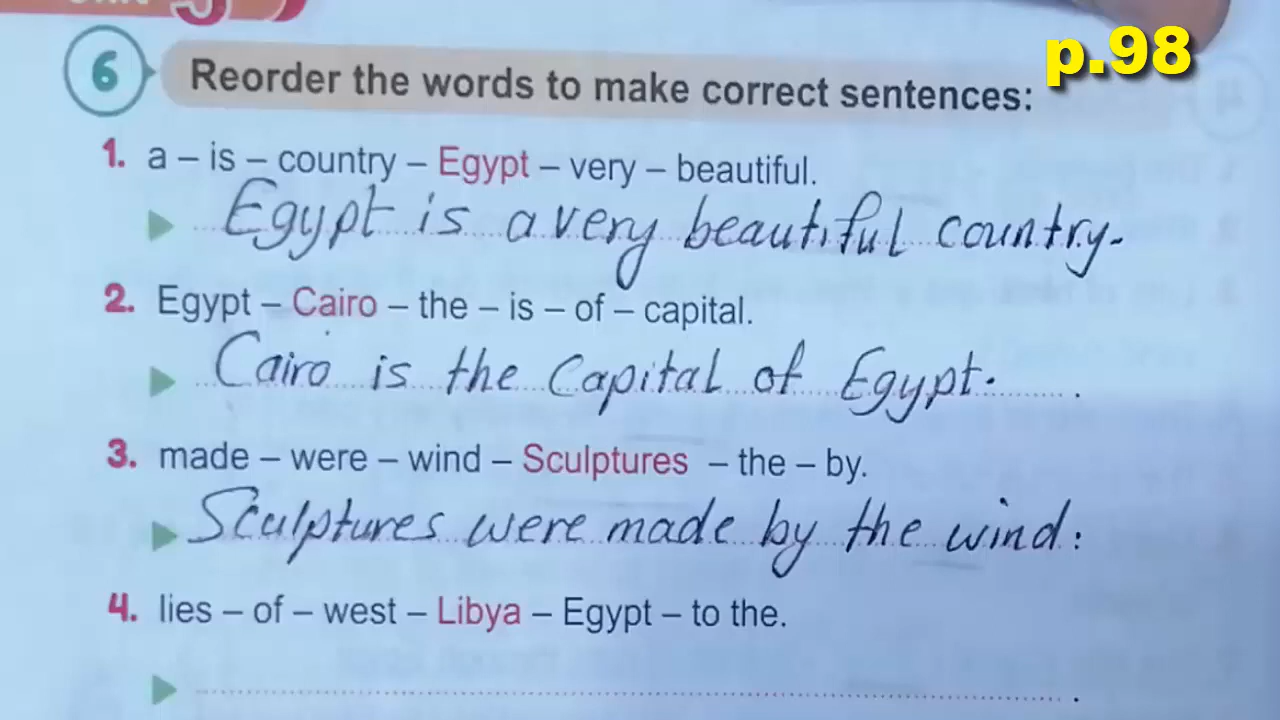 p.98
6 Reorder the words to make correct sentences:
1. a – is – country – Egypt – very – beautiful.
Egypt is a very beautiful country.
2. Egypt – Cairo – the – is – of – capital.
Cairo is the Capital of Egypt.
3. made – were – wind – Sculptures – the – by.
Sculptures were made by the wind.
4. lies – of – west – Libya – Egypt – to the.